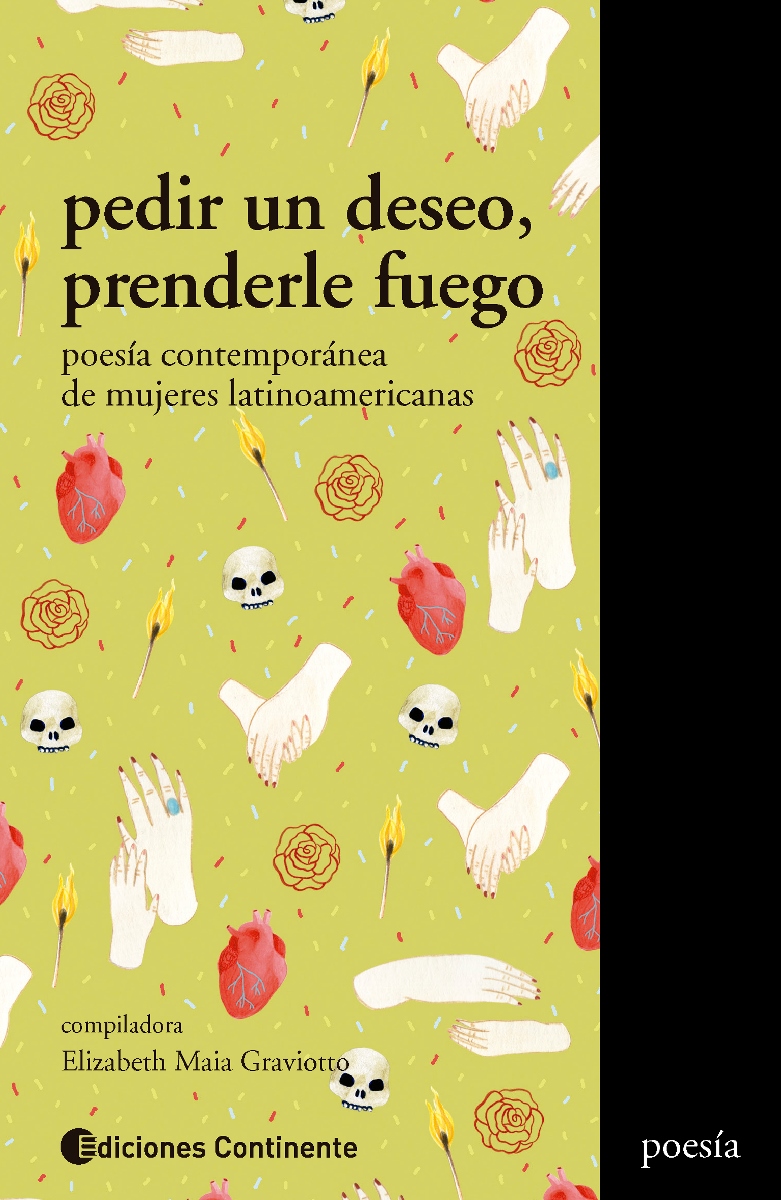 pedir un deseo,
prenderle fuego
poesía contemporánea
de mujeres latinoamericanas
compiladora
Elizabeth Maia Graviotto
Ediciones Continente
poesía